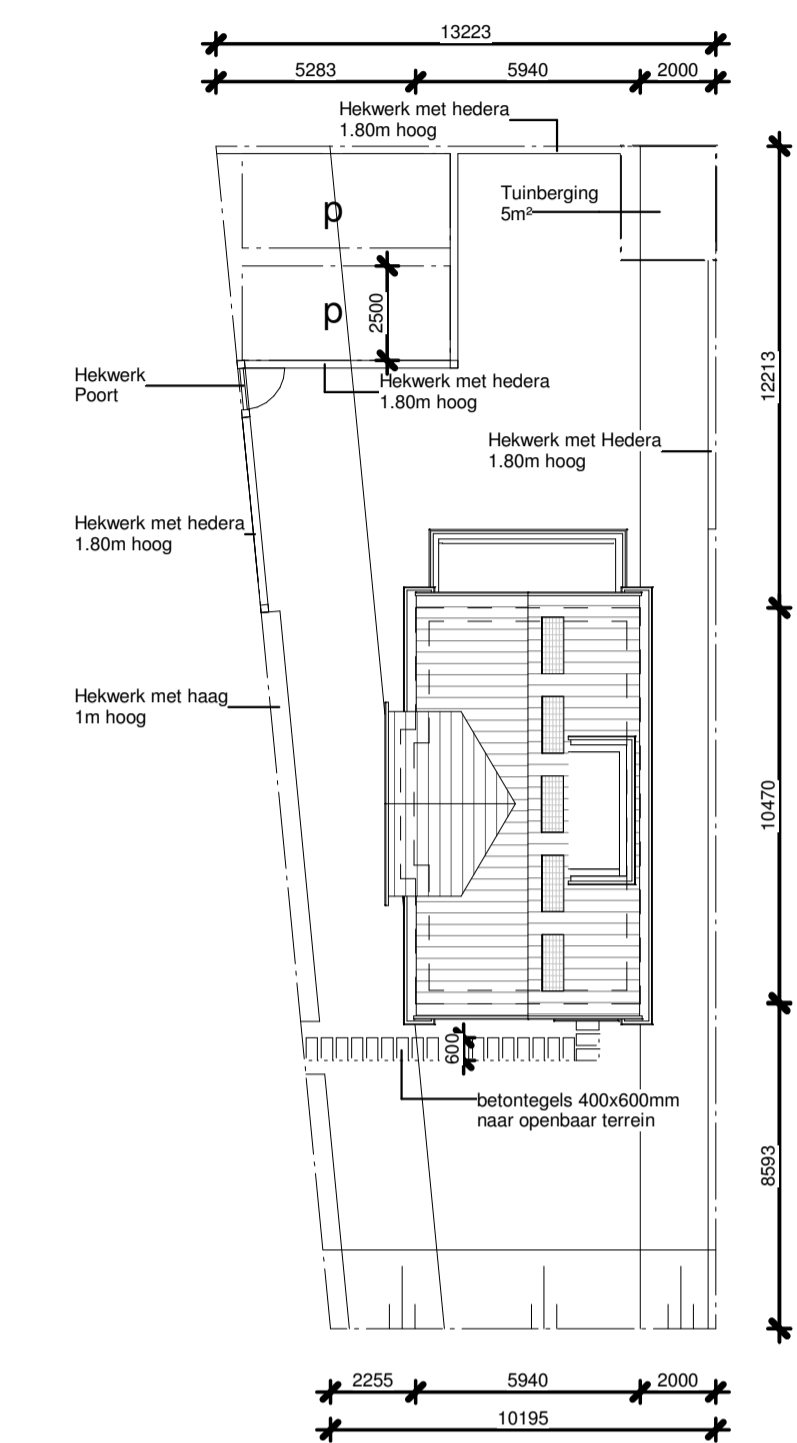 13223
5283
5940
2000
Hekwerk met hedera
1.80m hoog
Tuinberging
5m²
p
p
2500
Hekwerk
Poort
Hekwerk met hedera
1.80m hoog
12213
Hekwerk met Hedera
1.80m hoog
Hekwerk met hedera
1.80m hoog
Hekwerk met haag
1m hoog
10470
600
betontegels 400x600mm
naar openbaar terrein
8593
2255
5940
2000
10195